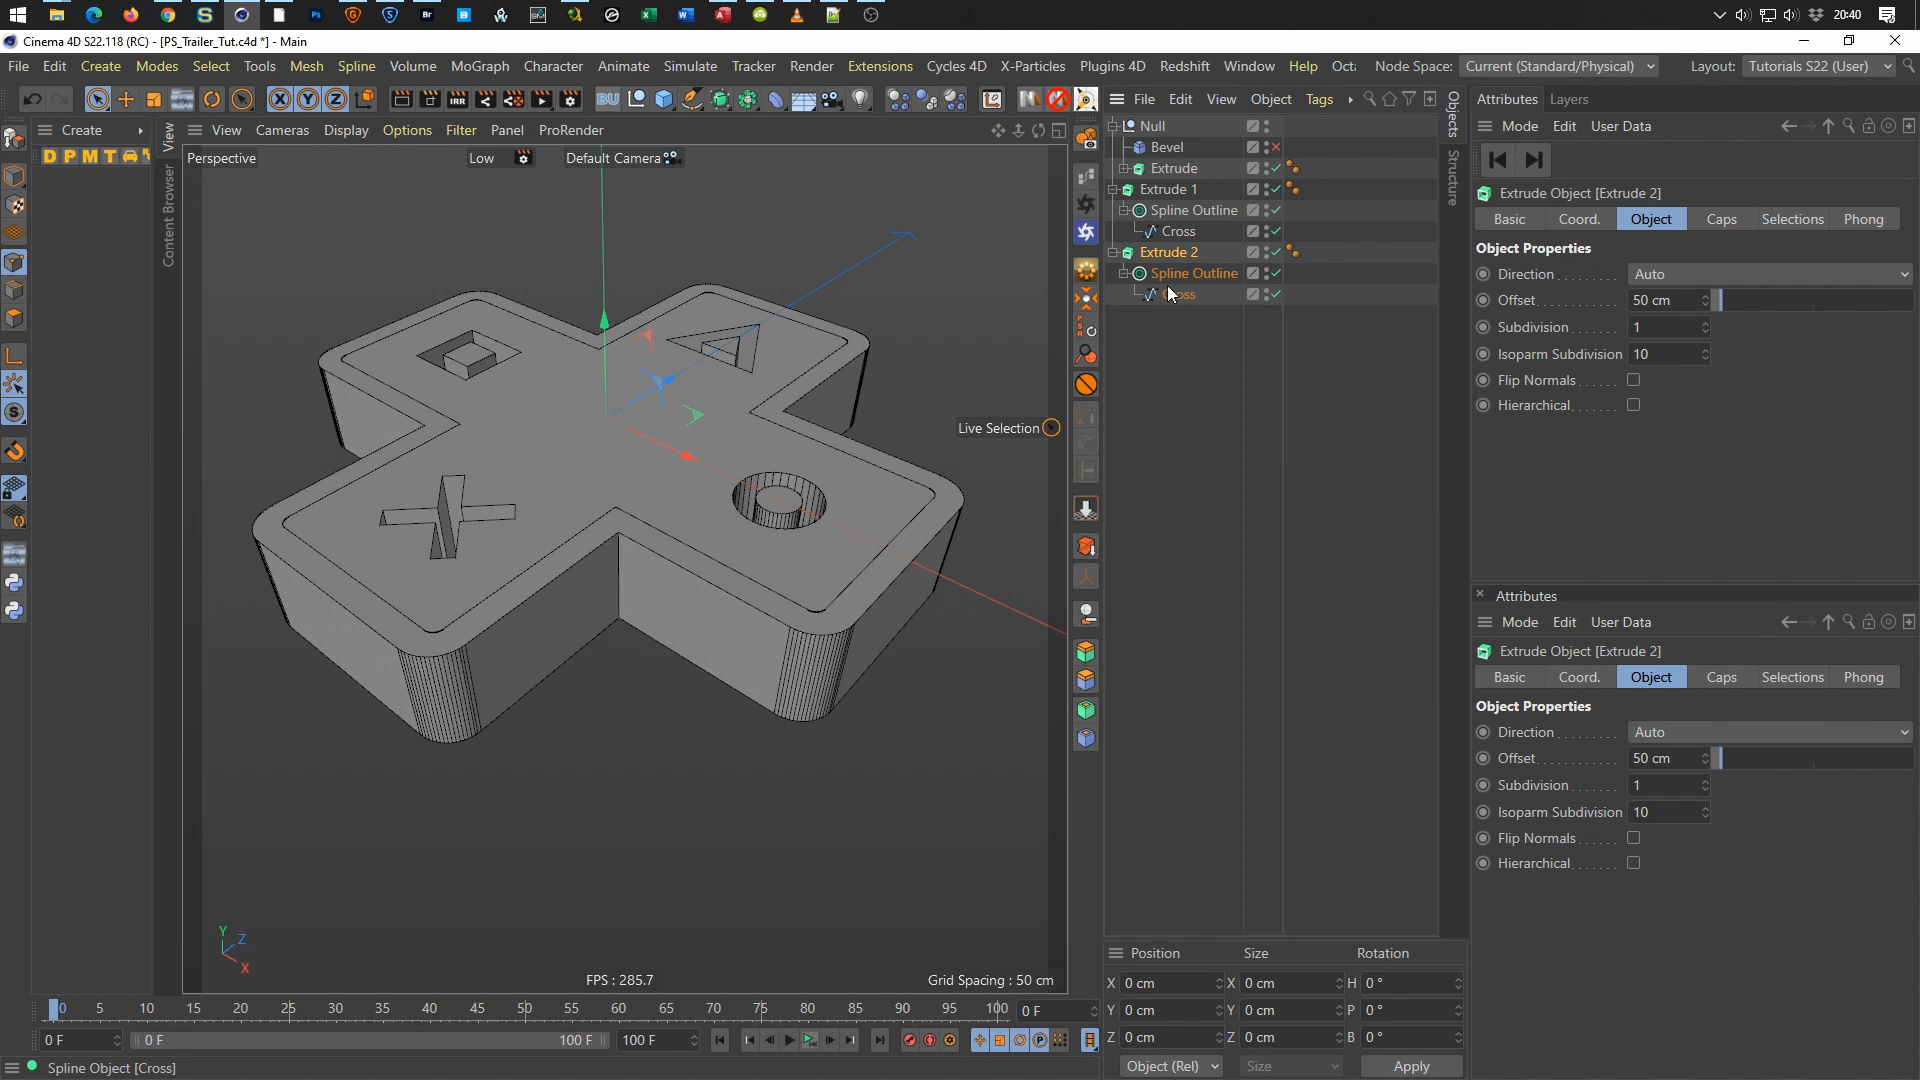 20:40
Cinema 4D S22.118 (RC) - [PS_Trailer_Tut.c4d *] - Main
File Edit Create Modes Select Tools Mesh Spline Volume MoGraph Character Animate Simulate Tracker Render Extensions Cycles 4D X-Particles Plugins 4D Redshift Window Help Octa Node Space: Current (Standard/Physical) Layout: Tutorials S22 (User)
File Edit View Object Tags
Attributes Layers
Create
View Cameras Display Options Filter Panel ProRender
Mode Edit User Data
D P M T
Perspective Low Default Camera
View
Content Browser
Objects
Structure
Null
Bevel
Extrude
Extrude 1
Spline Outline
Cross
Extrude 2
Spline Outline
Live Selection
Extrude Object [Extrude 2]
Basic Coord. Object Caps Selections Phong
Object Properties
Direction Auto
Offset 50 cm
Subdivision 1
Isoparm Subdivision 10
Flip Normals
Hierarchical
Attributes
Mode Edit User Data
Extrude Object [Extrude 2]
Basic Coord. Object Caps Selections Phong
Object Properties
Direction Auto
Offset 50 cm
Subdivision 1
Isoparm Subdivision 10
Flip Normals
Hierarchical
Y
Z
X
FPS : 285.7
Grid Spacing : 50 cm
Position Size Rotation
X 0 cm X 0 cm H 0 °
Y 0 cm Y 0 cm P 0 °
Z 0 cm Z 0 cm B 0 °
Object (Rel) Size Apply
0 5 10 15 20 25 30 35 40 45 50 55 60 65 70 75 80 85 90 95 100 0 F
0 F 0 F 100 F 100 F
Spline Object [Cross]